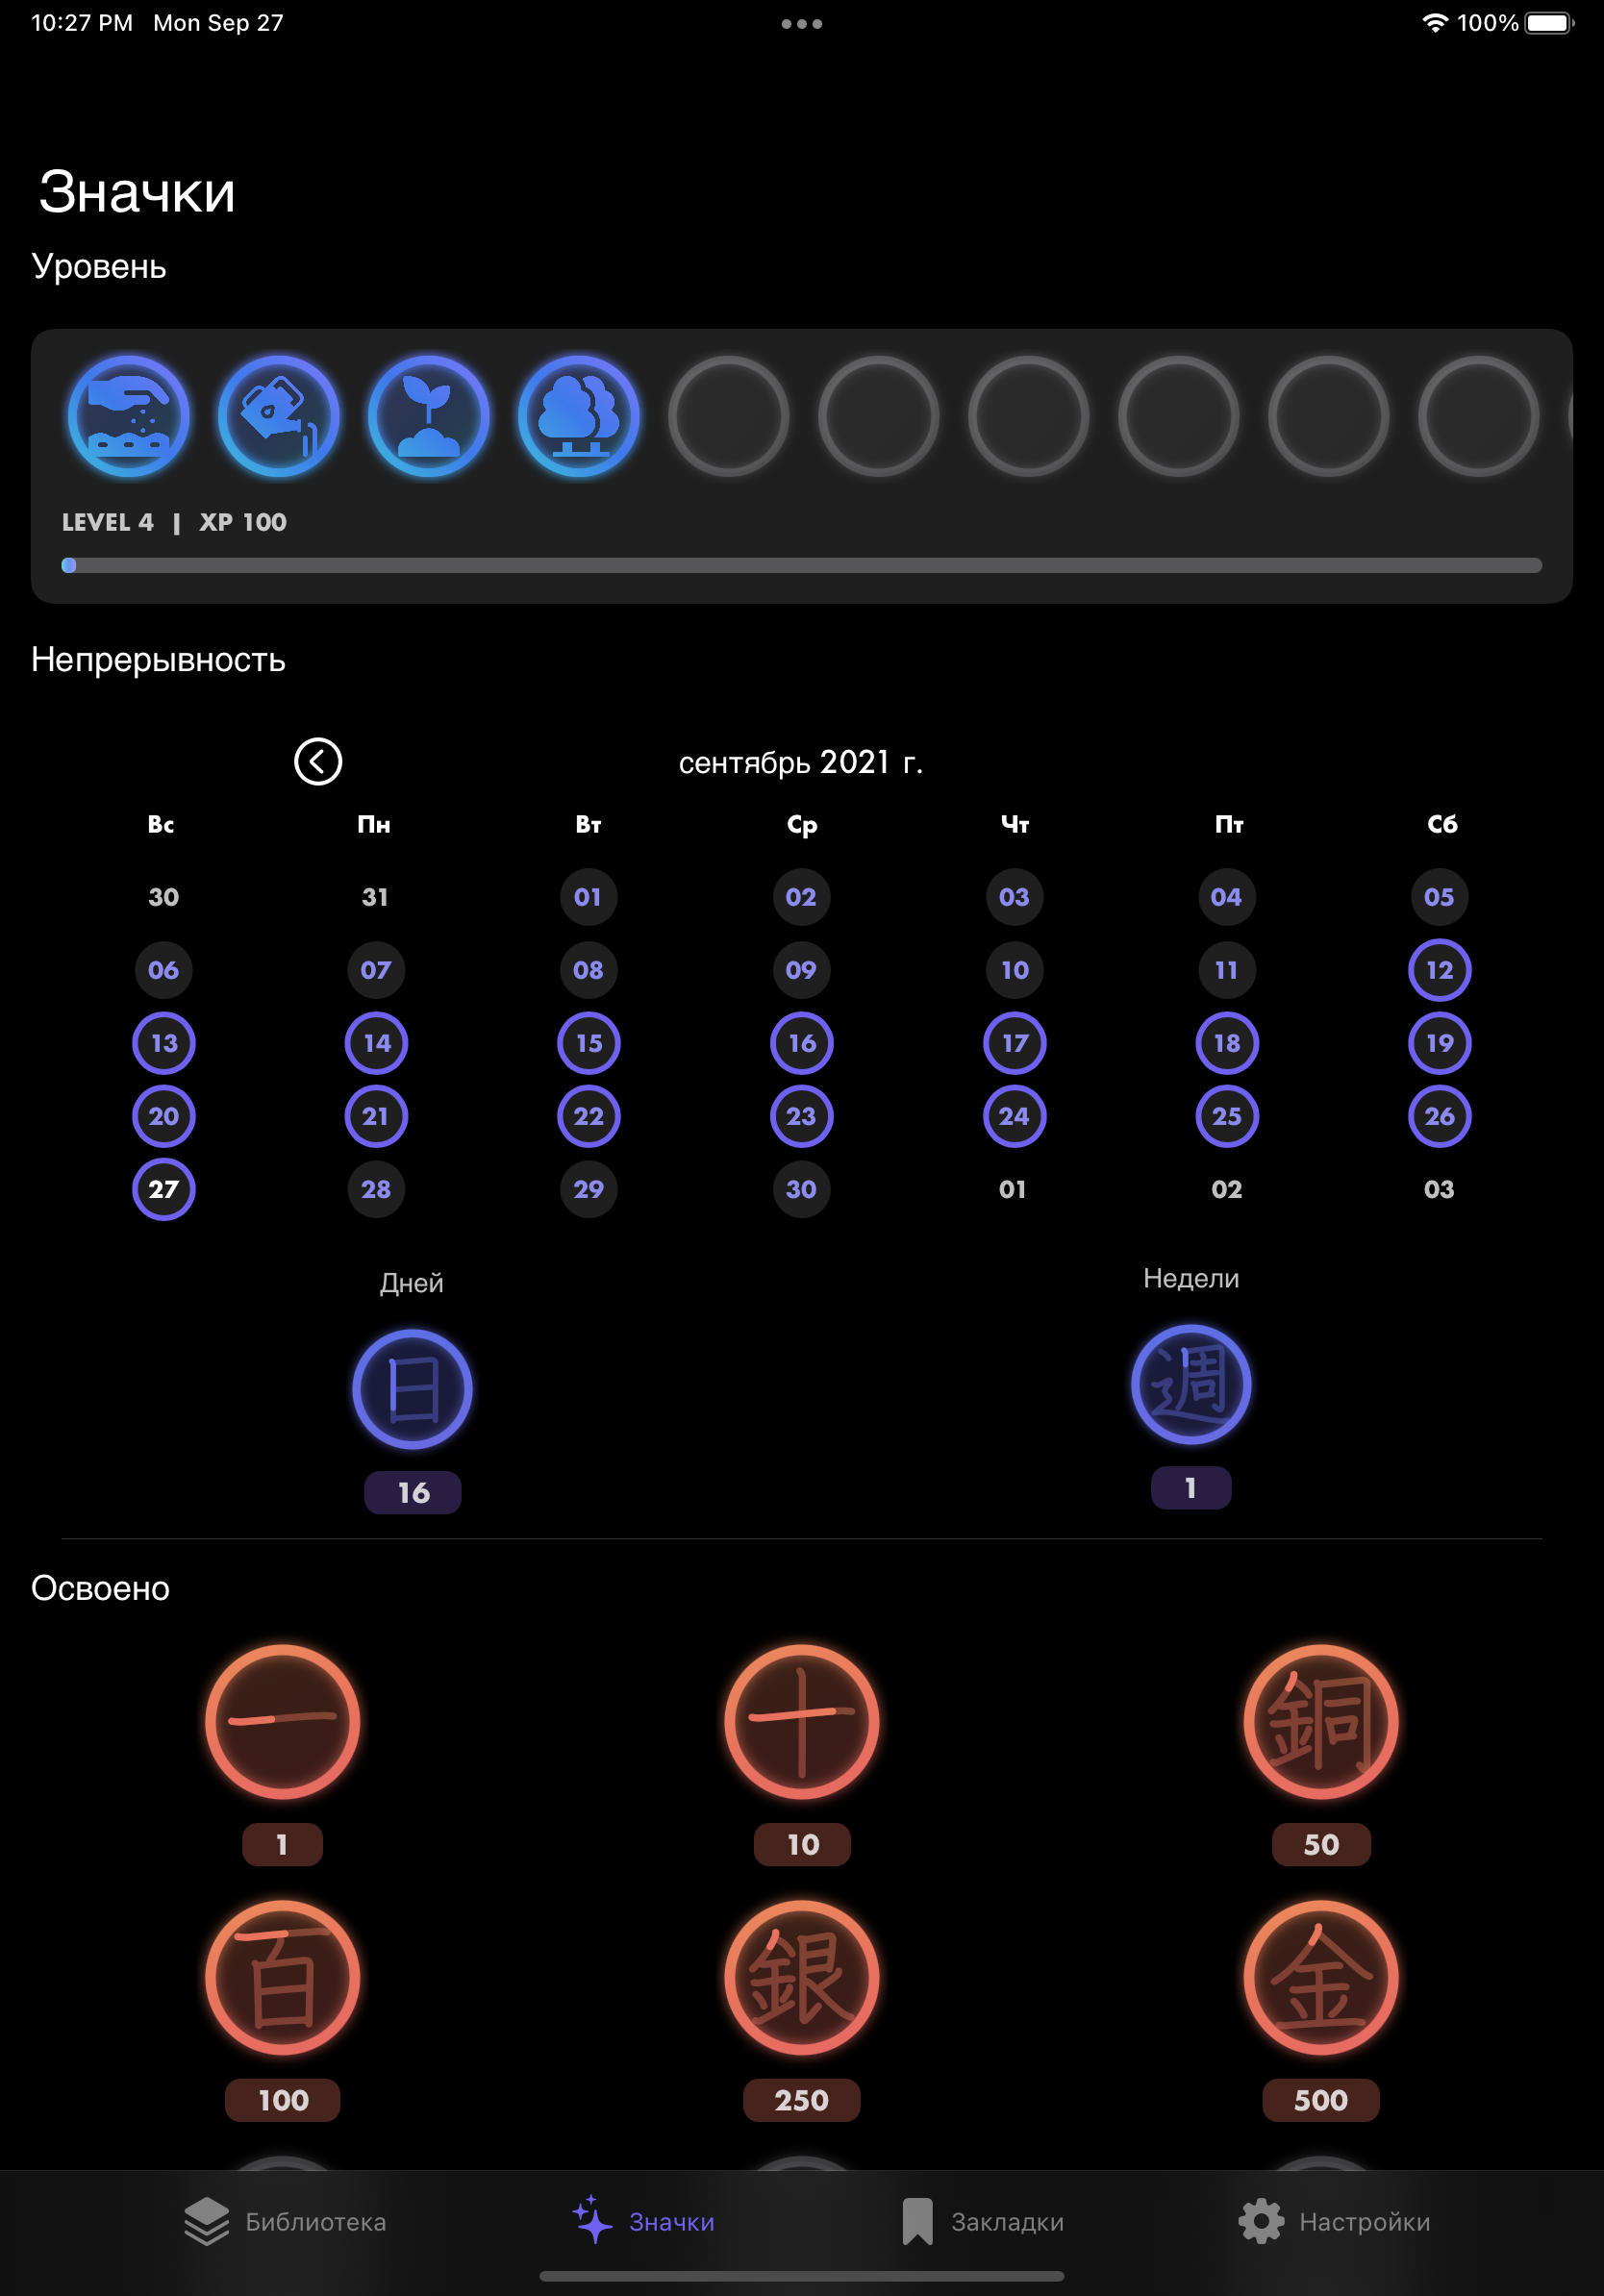 10:27 PM Mon Sep 27
100%
Значки
Уровень
LEVEL 4 | XP 100
Непрерывность
сентябрь 2021 г.
Вс Пн Вт Ср Чт Пт Сб
30 31 01 02 03 04 05
06 07 08 09 10 11 12
13 14 15 16 17 18 19
20 21 22 23 24 25 26
27 28 29 30 01 02 03
Дней Недели
日 週
16 1
Освоено
一 十 銅
1 10 50
百 銀 金
100 250 500
Библиотека Значки Закладки Настройки